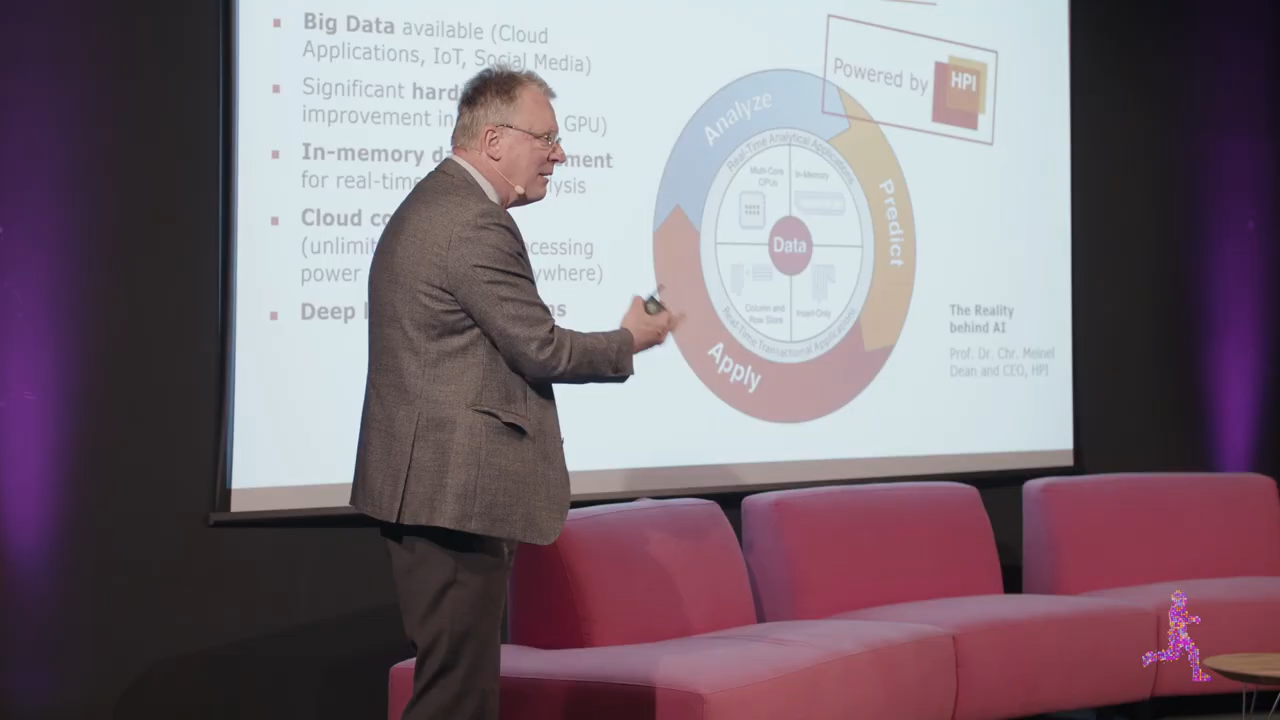 Big Data available (Cloud
Applications, IoT, Social Media)
Significant hard
improvement in GPU)
In-memory d ment
for real-time lysis
Cloud co
(unlimit ocessing
power ywhere)
Deep l ns
Powered by HPI
Analyze
Predict
Apply
Real-Time Analytical Applications
Multi-Core
CPUs
In-Memory
Data
Column and
Row Store
Insert-Only
Real-Time Transactional Applications
The Reality
behind AI
Prof. Dr. Chr. Meinel
Dean and CEO, HPI